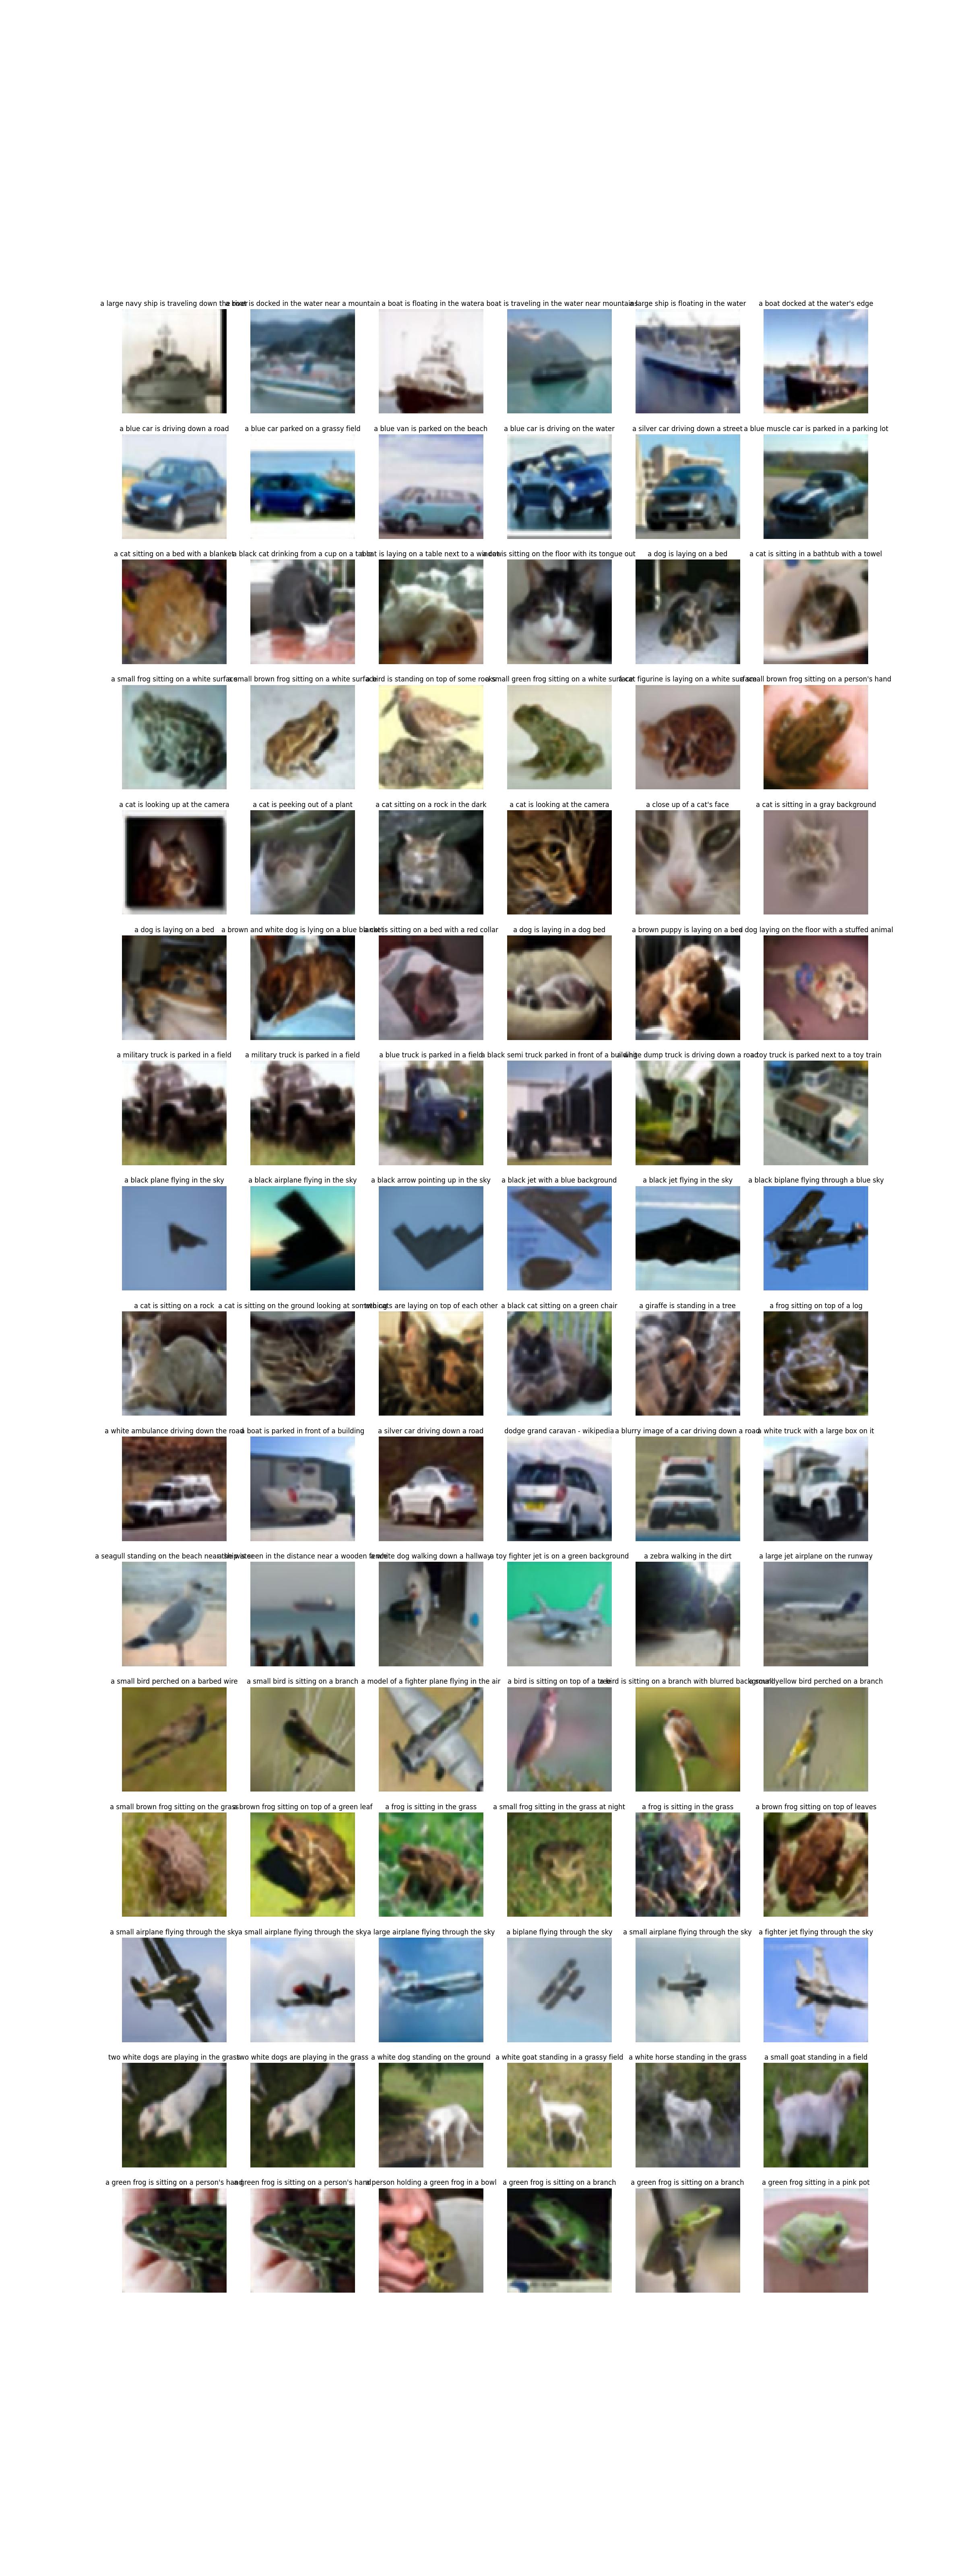 a large navy ship is traveling down the river
a boat is docked in the water near a mountain
a boat is floating in the water
a boat is traveling in the water near mountains
a large ship is floating in the water
a boat docked at the water's edge
a blue car is driving down a road
a blue car parked on a grassy field
a blue van is parked on the beach
a blue car is driving on the water
a silver car driving down a street
a blue muscle car is parked in a parking lot
a cat sitting on a bed with a blanket
a black cat drinking from a cup on a table
a cat is laying on a table next to a window
a cat is sitting on the floor with its tongue out
a dog is laying on a bed
a cat is sitting in a bathtub with a towel
a small frog sitting on a white surface
a small brown frog sitting on a white surface
a bird is standing on top of some rocks
a small green frog sitting on a white surface
a cat figurine is laying on a white surface
a small brown frog sitting on a person's hand
a cat is looking up at the camera
a cat is peeking out of a plant
a cat sitting on a rock in the dark
a cat is looking at the camera
a close up of a cat's face
a cat is sitting in a gray background
a dog is laying on a bed
a brown and white dog is lying on a blue blanket
a cat is sitting on a bed with a red collar
a dog is laying in a dog bed
a brown puppy is laying on a bed
a dog laying on the floor with a stuffed animal
a military truck is parked in a field
a military truck is parked in a field
a blue truck is parked in a field
a black semi truck parked in front of a building
a white dump truck is driving down a road
a toy truck is parked next to a toy train
a black plane flying in the sky
a black airplane flying in the sky
a black arrow pointing up in the sky
a black jet with a blue background
a black jet flying in the sky
a black biplane flying through a blue sky
a cat is sitting on a rock
a cat is sitting on the ground looking at something
two cats are laying on top of each other
a black cat sitting on a green chair
a giraffe is standing in a tree
a frog sitting on top of a log
a white ambulance driving down the road
a boat is parked in front of a building
a silver car driving down a road
dodge grand caravan - wikipedia
a blurry image of a car driving down a road
a white truck with a large box on it
a seagull standing on the beach near the water
a ship is seen in the distance near a wooden fence
a white dog walking down a hallway
a toy fighter jet is on a green background
a zebra walking in the dirt
a large jet airplane on the runway
a small bird perched on a barbed wire
a small bird is sitting on a branch
a model of a fighter plane flying in the air
a bird is sitting on top of a tree
a bird is sitting on a branch with blurred background
a small yellow bird perched on a branch
a small brown frog sitting on the grass
a brown frog sitting on top of a green leaf
a frog is sitting in the grass
a small frog sitting in the grass at night
a frog is sitting in the grass
a brown frog sitting on top of leaves
a small airplane flying through the sky
a small airplane flying through the sky
a large airplane flying through the sky
a biplane flying through the sky
a small airplane flying through the sky
a fighter jet flying through the sky
two white dogs are playing in the grass
two white dogs are playing in the grass
a white dog standing on the ground
a white goat standing in a grassy field
a white horse standing in the grass
a small goat standing in a field
a green frog is sitting on a person's hand
a green frog is sitting on a person's hand
a person holding a green frog in a bowl
a green frog is sitting on a branch
a green frog is sitting on a branch
a green frog sitting in a pink pot